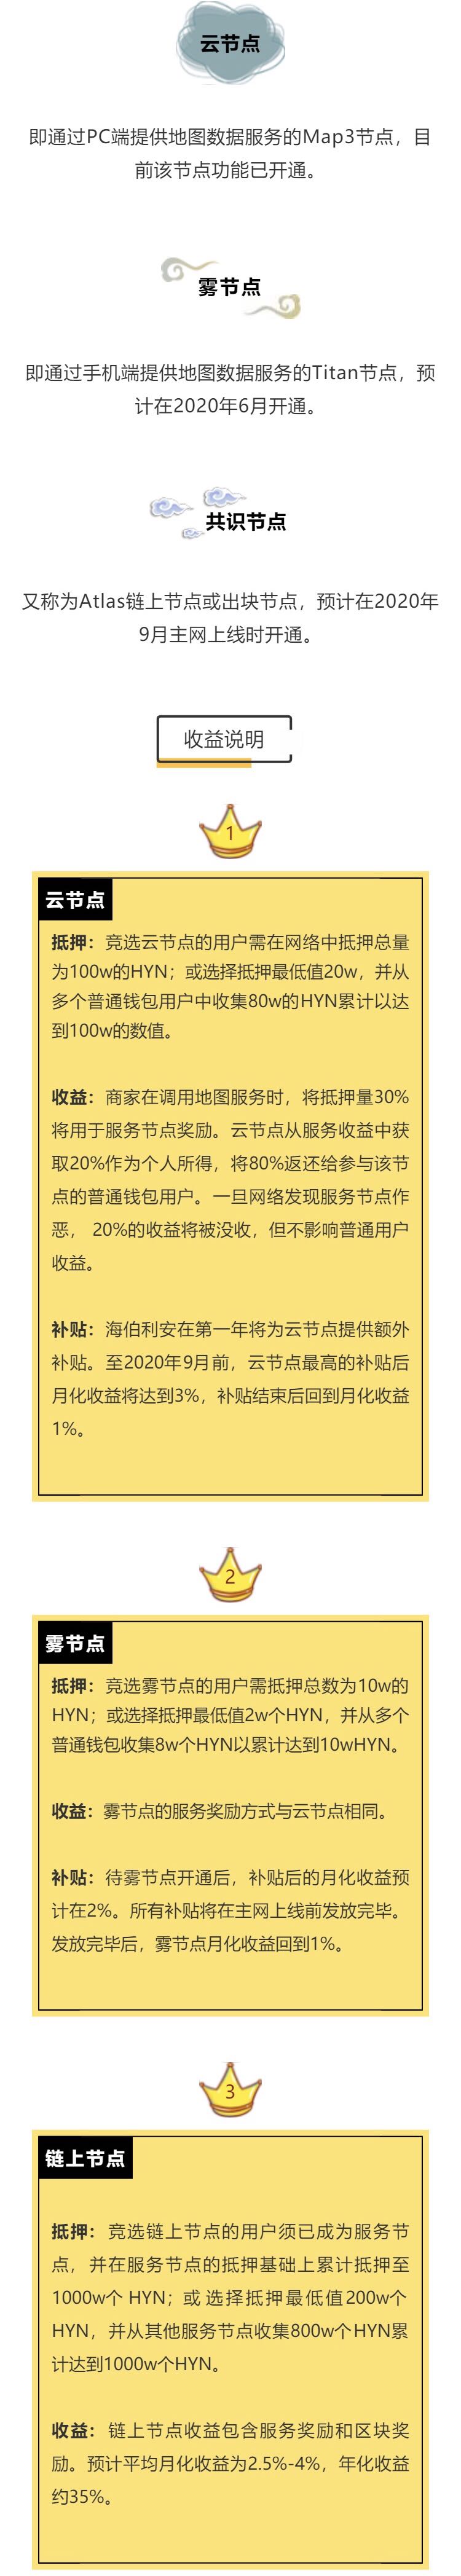 云节点
即通过PC端提供地图数据服务的Map3节点，目
前该节点功能已开通。
雾节点
即通过手机端提供地图数据服务的Titan节点，预
计在2020年6月开通。
共识节点
又称为Atlas链上节点或出块节点，预计在2020年
9月主网上线时开通。
收益说明
1
云节点
抵押：竞选云节点的用户需在网络中抵押总量
为100w的HYN；或选择抵押最低值20w，并从
多个普通钱包用户中收集80w的HYN累计以达
到100w的数值。
收益：商家在调用地图服务时，将抵押量30%
将用于服务节点奖励。云节点从服务收益中获
取20%作为个人所得，将80%返还给参与该节
点的普通钱包用户。一旦网络发现服务节点作
恶， 20%的收益将被没收，但不影响普通用户
收益。
补贴：海伯利安在第一年将为云节点提供额外
补贴。至2020年9月前，云节点最高的补贴后
月化收益将达到3%，补贴结束后回到月化收益
1%。
2
雾节点
抵押：竞选雾节点的用户需抵押总数为10w的
HYN；或选择抵押最低值2w个HYN，并从多个
普通钱包收集8w个HYN以累计达到10wHYN。
收益：雾节点的服务奖励方式与云节点相同。
补贴：待雾节点开通后，补贴后的月化收益预
计在2%。所有补贴将在主网上线前发放完毕。
发放完毕后，雾节点月化收益回到1%。
3
链上节点
抵押：竞选链上节点的用户须已成为服务节
点，并在服务节点的抵押基础上累计抵押至
1000w个 HYN；或 选择抵押最低值200w个
HYN，并从其他服务节点收集800w个HYN累
计达到1000w个HYN。
收益：链上节点收益包含服务奖励和区块奖
励。预计平均月化收益为2.5%-4%，年化收益
约35%。